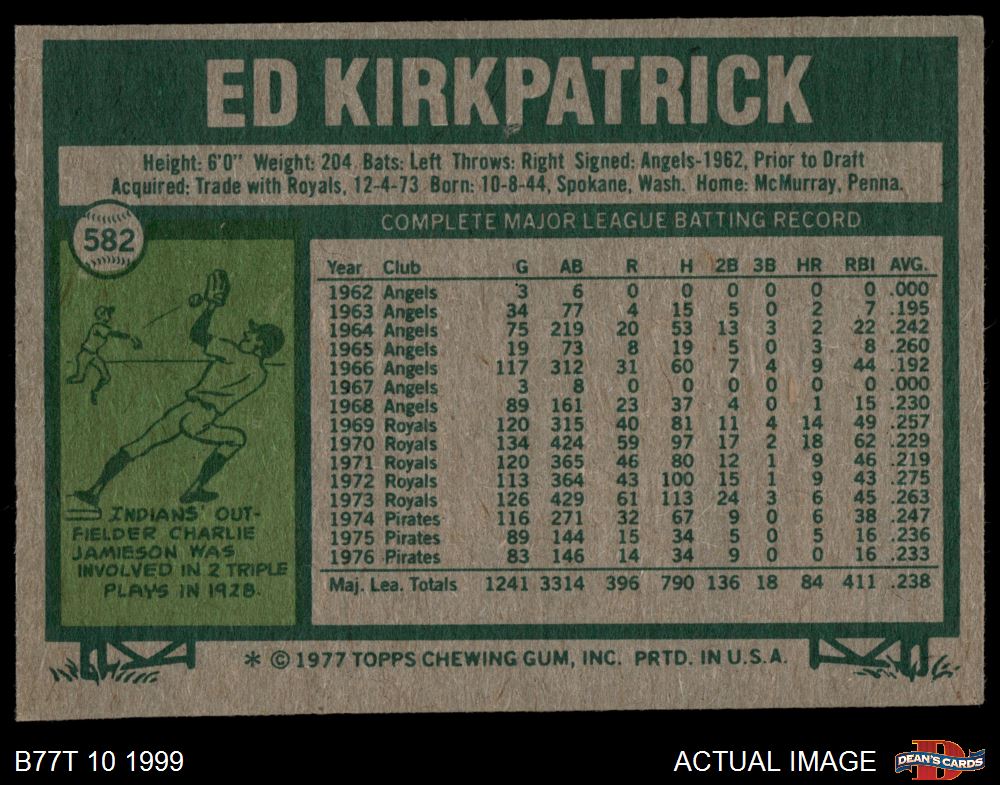 ED KIRKPATRICK
Height: 6'0" Weight: 204 Bats: Left Throws: Right Signed: Angels-1962, Prior to Draft
Acquired: Trade with Royals, 12-4-73 Born: 10-8-44, Spokane, Wash. Home: McMurray, Penna.
582
COMPLETE MAJOR LEAGUE BATTING RECORD
Year Club G AB R H 2B 3B HR RBI AVG.
1962 Angels 3 6 0 0 0 0 0 0 .000
1963 Angels 34 77 4 15 5 0 2 7 .195
1964 Angels 75 219 20 53 13 3 2 22 .242
1965 Angels 19 73 8 19 5 0 3 8 .260
1966 Angels 117 312 31 60 7 4 9 44 .192
1967 Angels 3 8 0 0 0 0 0 0 .000
1968 Angels 89 161 23 37 4 0 1 15 .230
1969 Royals 120 315 40 81 11 4 14 49 .257
1970 Royals 134 424 59 97 17 2 18 62 .229
1971 Royals 120 365 46 80 12 1 9 46 .219
1972 Royals 113 364 43 100 15 1 9 43 .275
1973 Royals 126 429 61 113 24 3 6 45 .263
1974 Pirates 116 271 32 67 9 0 6 38 .247
1975 Pirates 89 144 15 34 5 0 5 16 .236
1976 Pirates 83 146 14 34 9 0 0 16 .233
Maj. Lea. Totals 1241 3314 396 790 136 18 84 411 .238
INDIANS' OUT-
FIELDER CHARLIE
JAMIESON WAS
INVOLVED IN 2 TRIPLE
PLAYS IN 1928.
* © 1977 TOPPS CHEWING GUM, INC. PRTD. IN U.S.A.
B77T 10 1999
ACTUAL IMAGE
DEAN'S CARDS